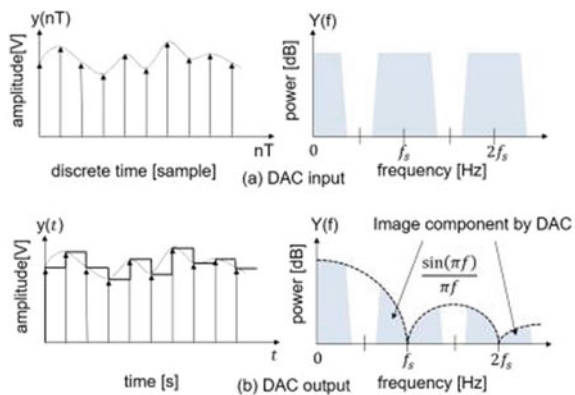 y(nT)
amplitude[V]
nT
discrete time [sample]
Y(f)
power [dB]
0
fₛ
2fₛ
frequency [Hz]
(a) DAC input
y(t)
amplitude[V]
t
time [s]
Y(f)
Image component by DAC
power [dB]
sin(πf)
πf
0
fₛ
2fₛ
frequency [Hz]
(b) DAC output